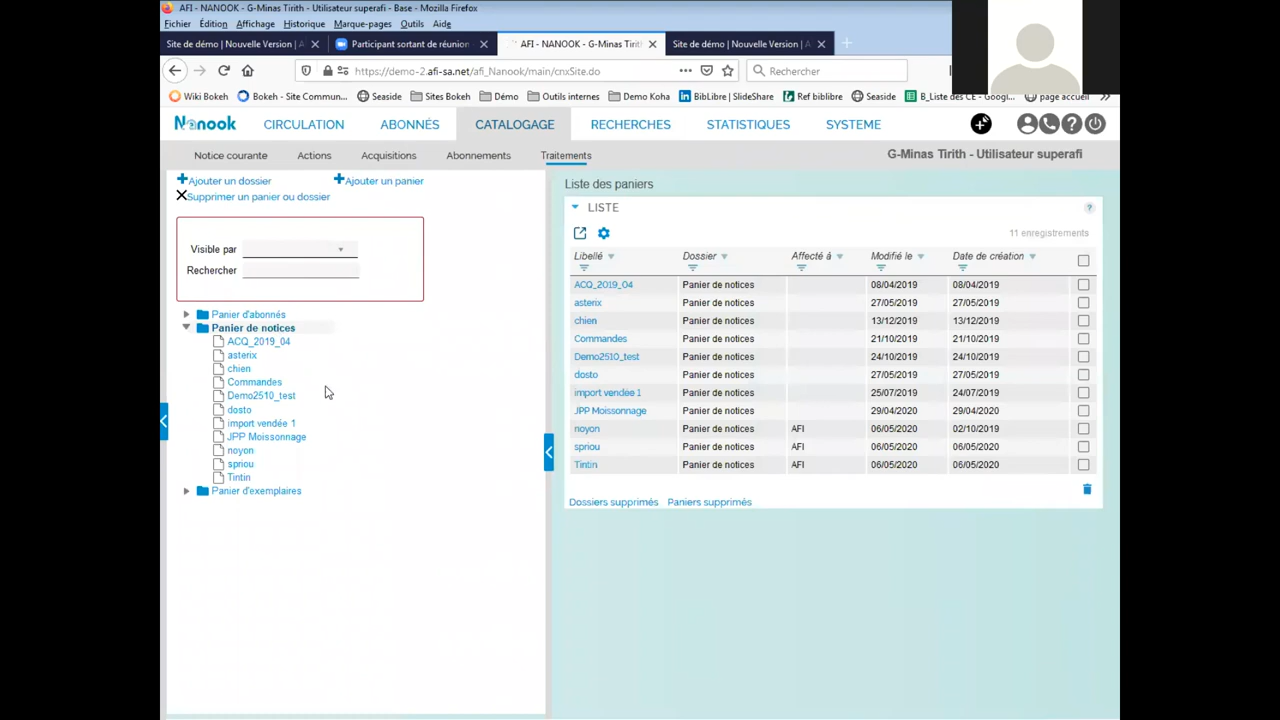 AFI - NANOOK - G-Minas Tirith - Utilisateur superafi - Base - Mozilla Firefox
Fichier Édition Affichage Historique Marque-pages Outils Aide
Site de démo | Nouvelle Version | A Participant sortant de réunion AFI - NANOOK - G-Minas Tirith Site de démo | Nouvelle Version | A
https://demo-2.afi-sa.net/afi_Nanook/main/cnxSite.do Rechercher
Wiki Bokeh Bokeh - Site Commun... Seaside Sites Bokeh Démo Outils internes Demo Koha BibLibre | SlideShare Ref biblibre Seaside B_Liste des CE - Googl... page accueil
Nanook CIRCULATION ABONNÉS CATALOGAGE RECHERCHES STATISTIQUES SYSTEME
Notice courante Actions Acquisitions Abonnements Traitements G-Minas Tirith - Utilisateur superafi
Ajouter un dossier Ajouter un panier
Supprimer un panier ou dossier
Visible par
Rechercher
Panier d'abonnés
Panier de notices
ACQ_2019_04
asterix
chien
Commandes
Demo2510_test
dosto
import vendée 1
JPP Moissonnage
noyon
spriou
Tintin
Panier d'exemplaires
Liste des paniers
LISTE ?
11 enregistrements
Libellé Dossier Affecté à Modifié le Date de création
ACQ_2019_04 Panier de notices 08/04/2019 08/04/2019
asterix Panier de notices 27/05/2019 27/05/2019
chien Panier de notices 13/12/2019 13/12/2019
Commandes Panier de notices 21/10/2019 21/10/2019
Demo2510_test Panier de notices 24/10/2019 24/10/2019
dosto Panier de notices 27/05/2019 27/05/2019
import vendée 1 Panier de notices 25/07/2019 24/07/2019
JPP Moissonnage Panier de notices 29/04/2020 29/04/2020
noyon Panier de notices AFI 06/05/2020 02/10/2019
spriou Panier de notices AFI 06/05/2020 06/05/2020
Tintin Panier de notices AFI 06/05/2020 06/05/2020
Dossiers supprimés Paniers supprimés